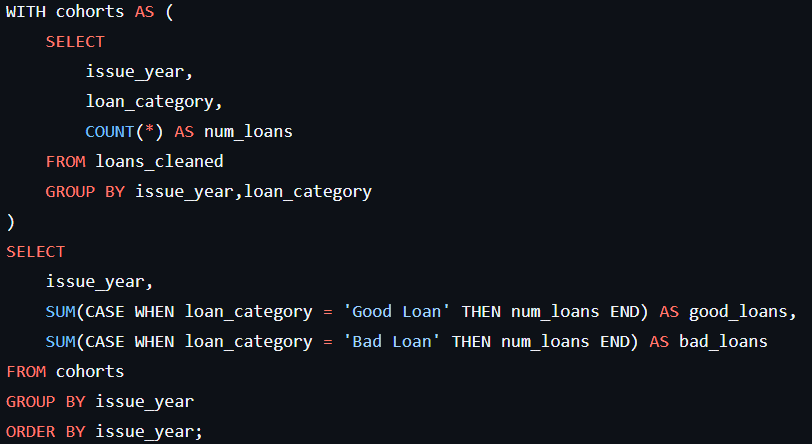 WITH cohorts AS (
    SELECT
        issue_year,
        loan_category,
        COUNT(*) AS num_loans
    FROM loans_cleaned
    GROUP BY issue_year,loan_category
)
SELECT
    issue_year,
    SUM(CASE WHEN loan_category = 'Good Loan' THEN num_loans END) AS good_loans,
    SUM(CASE WHEN loan_category = 'Bad Loan' THEN num_loans END) AS bad_loans
FROM cohorts
GROUP BY issue_year
ORDER BY issue_year;